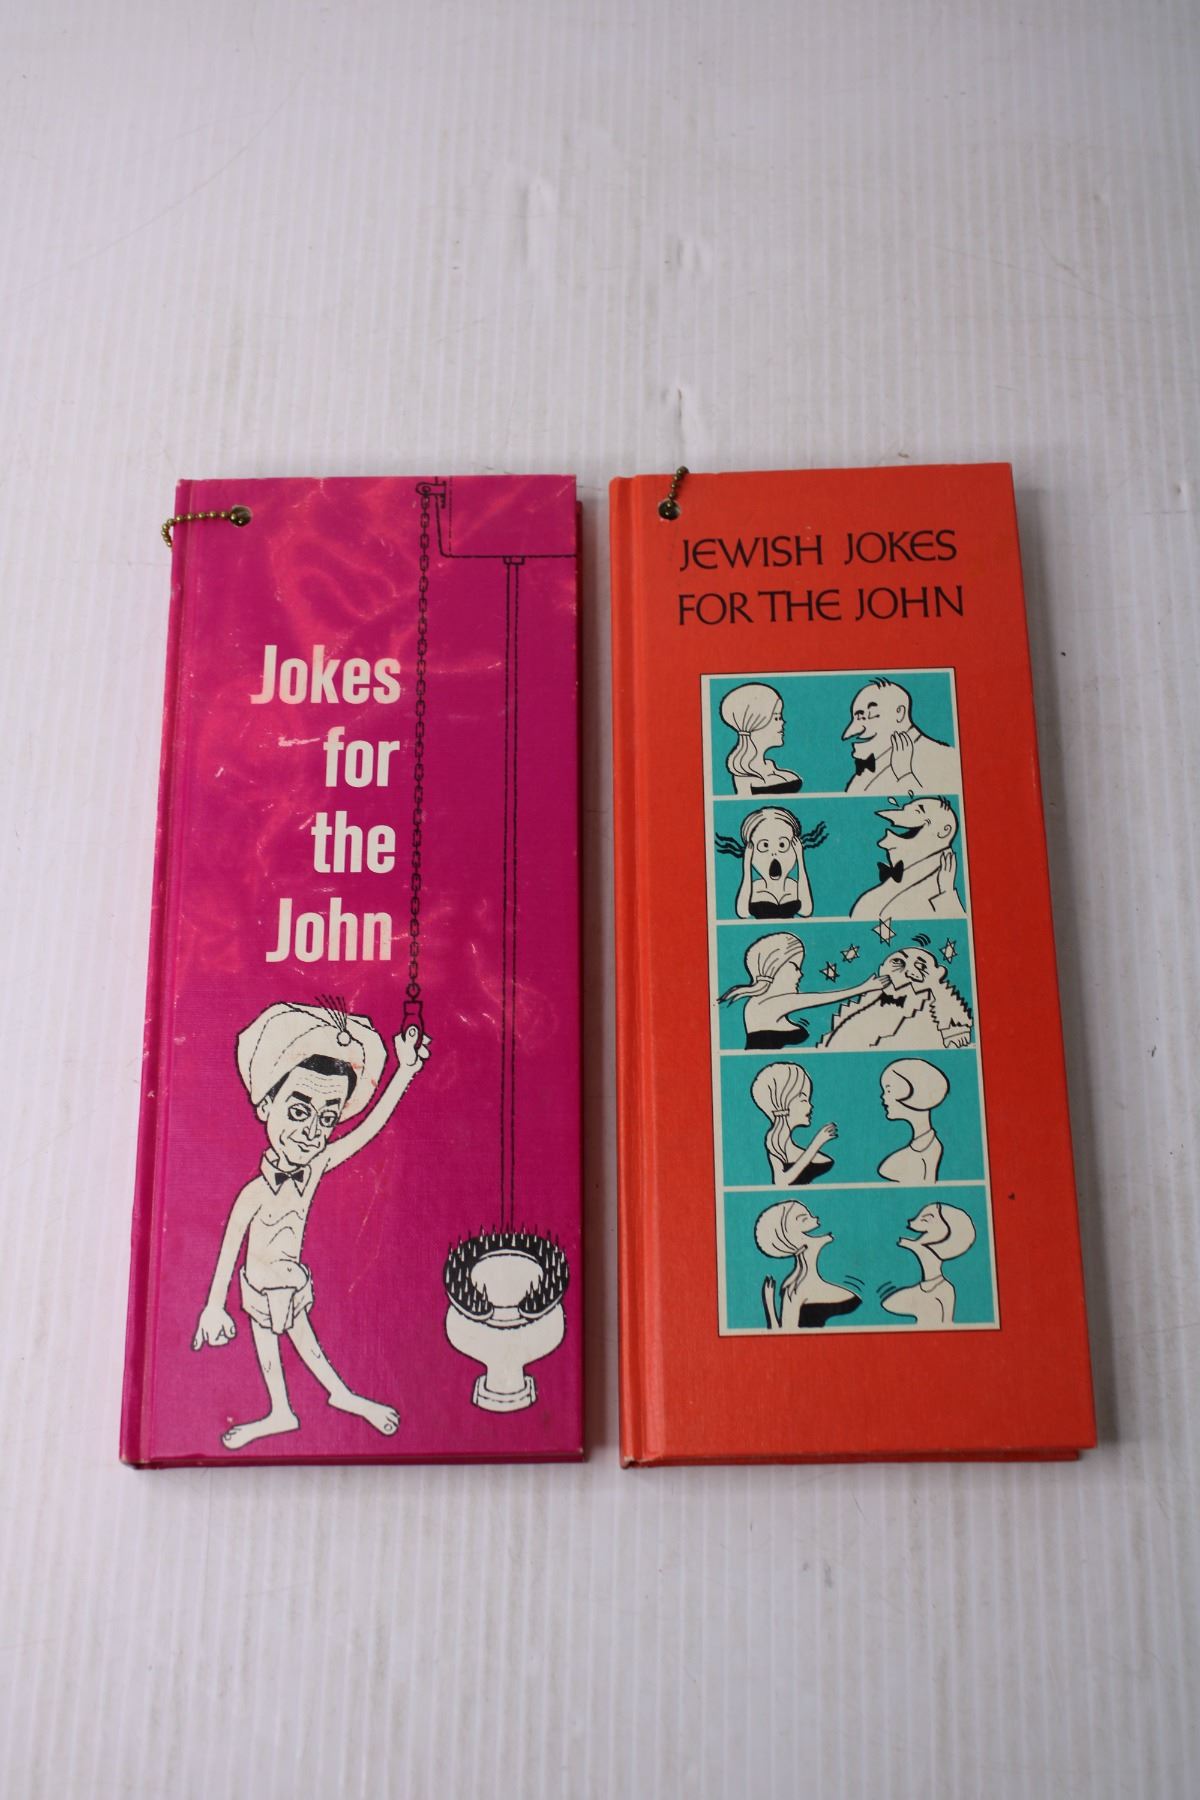 Jokes
for
the
John
JEWISH JOKES
FOR THE JOHN